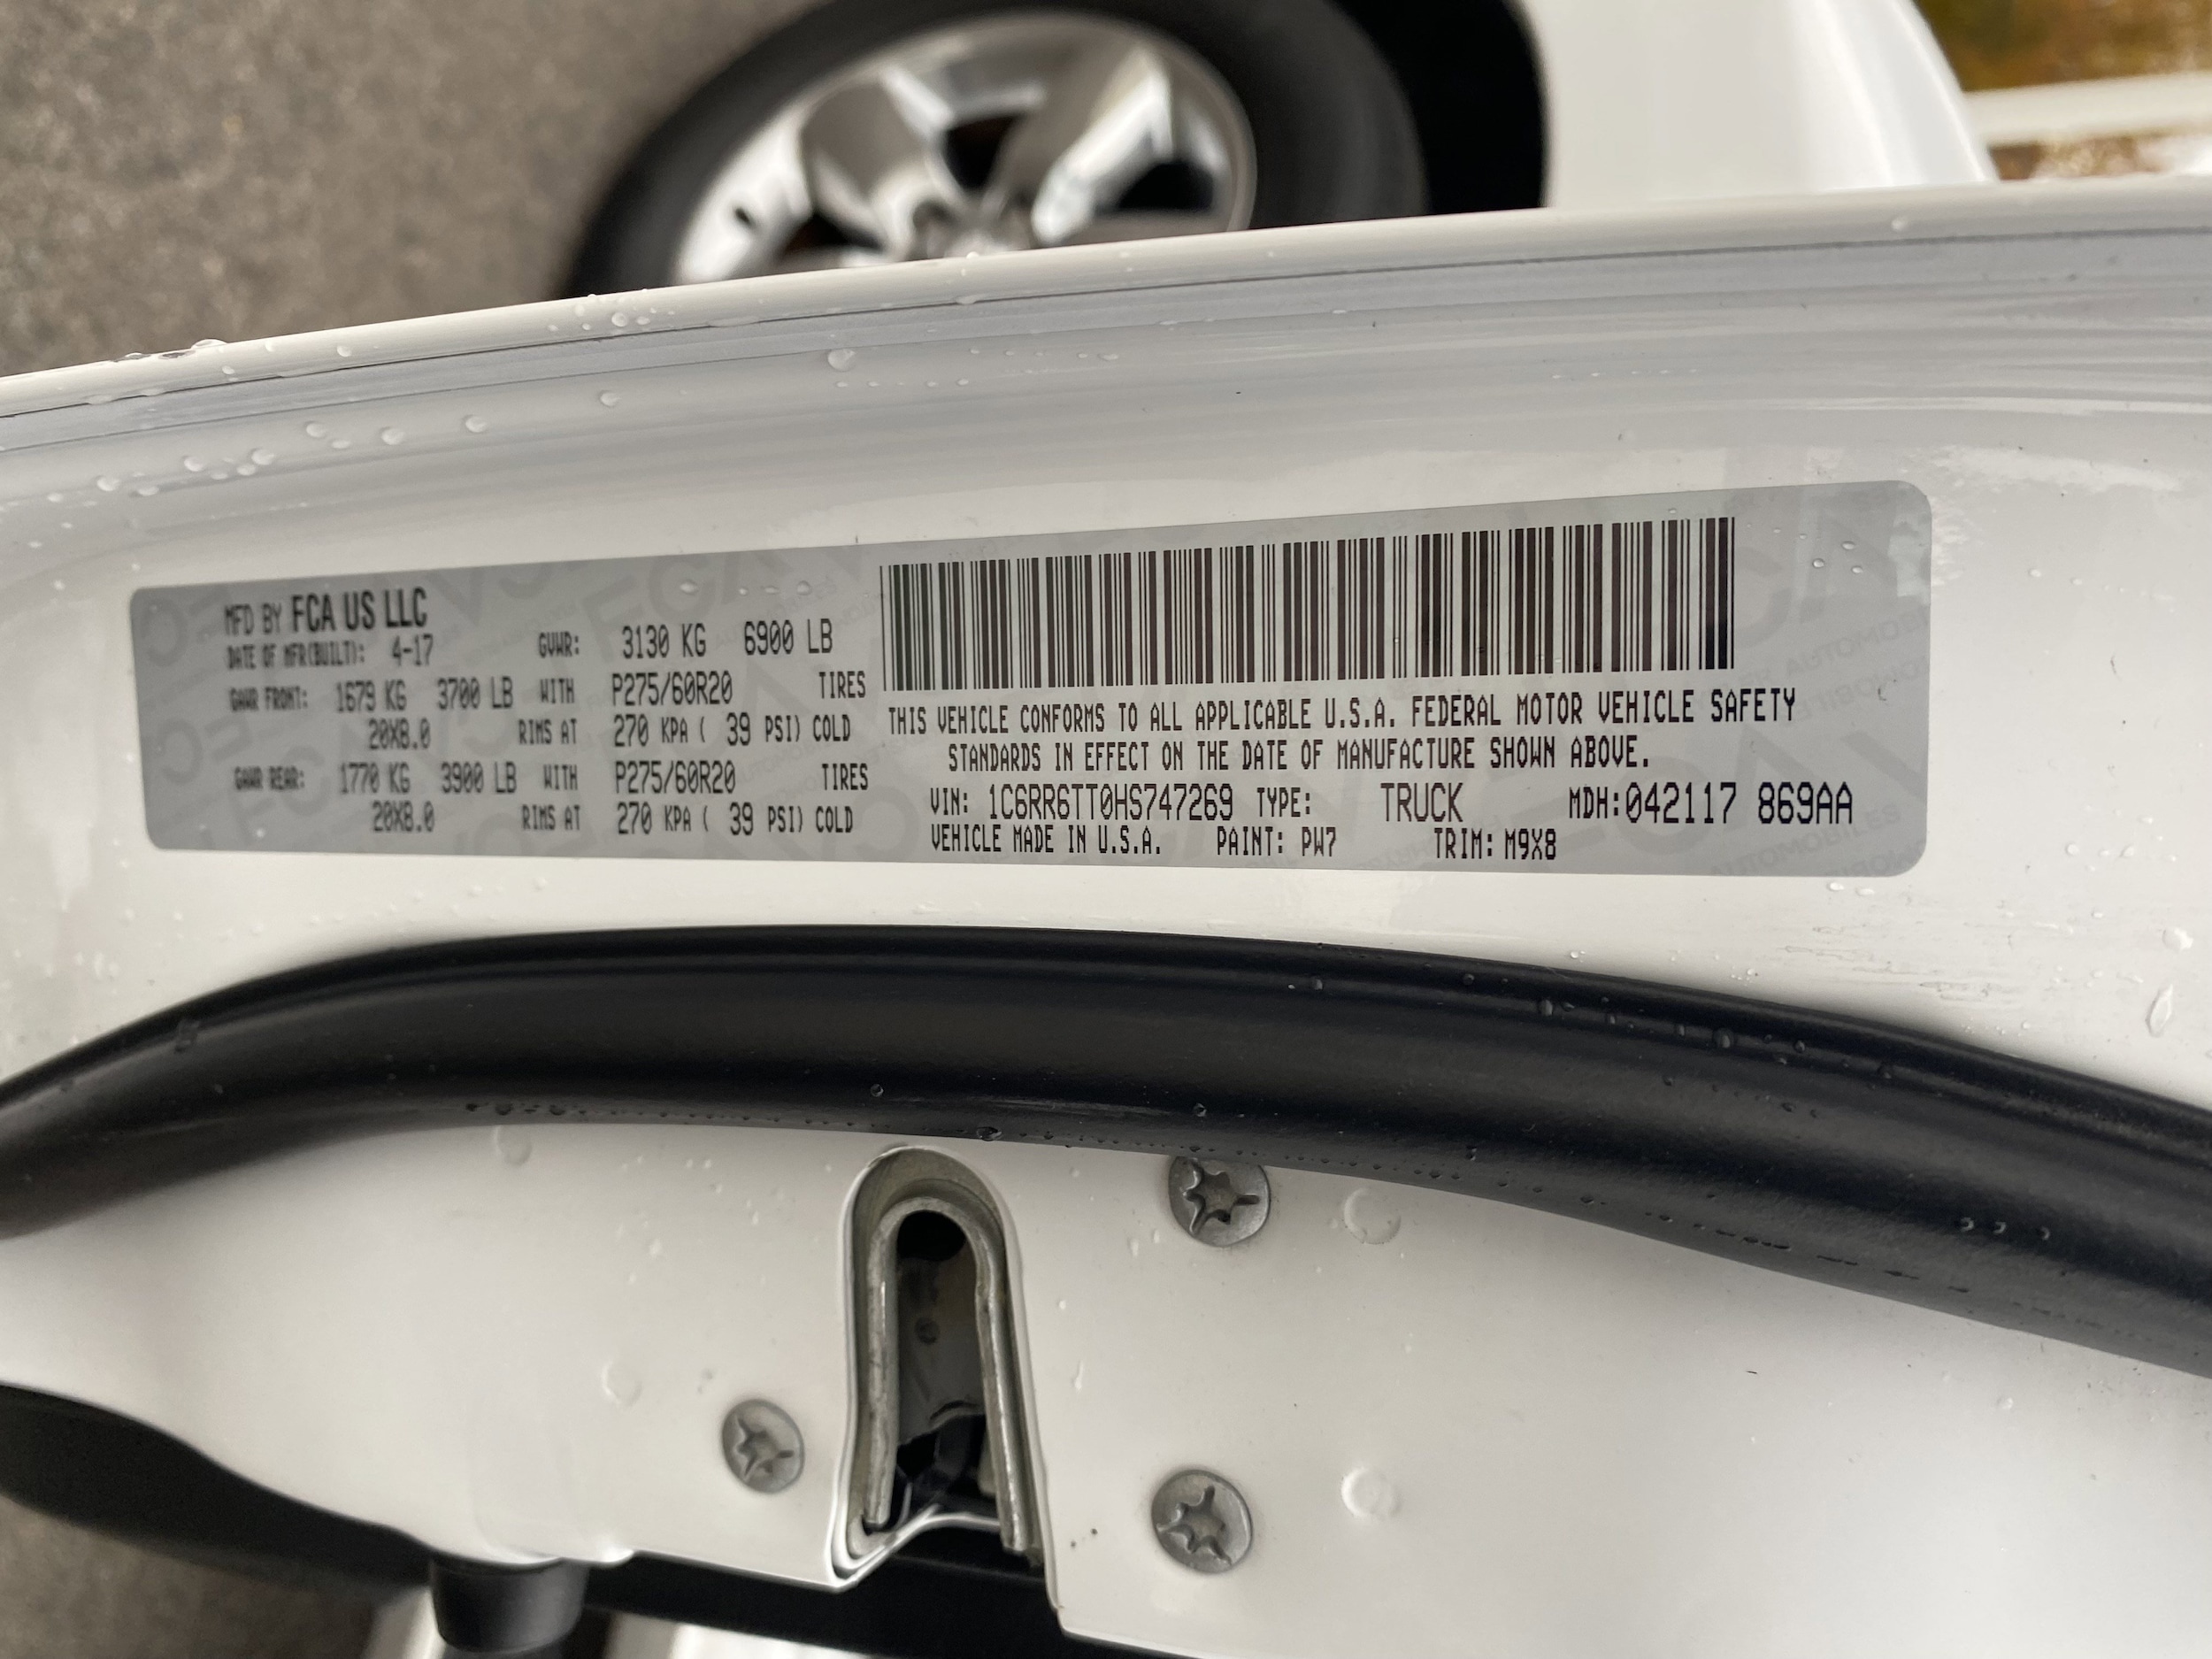 MFD BY FCA US LLC
DATE OF MFR(BUILT): 4-17 GVWR: 3130 KG 6900 LB
GAWR FRONT: 1679 KG 3700 LB WITH P275/60R20 TIRES
20X8.0 RIMS AT 270 KPA ( 39 PSI) COLD
GAWR REAR: 1770 KG 3900 LB WITH P275/60R20 TIRES
20X8.0 RIMS AT 270 KPA ( 39 PSI) COLD
THIS VEHICLE CONFORMS TO ALL APPLICABLE U.S.A. FEDERAL MOTOR VEHICLE SAFETY
STANDARDS IN EFFECT ON THE DATE OF MANUFACTURE SHOWN ABOVE.
VIN: 1C6RR6TT0HS747269 TYPE: TRUCK MDH:042117 869AA
VEHICLE MADE IN U.S.A. PAINT: PW7 TRIM: M9X8